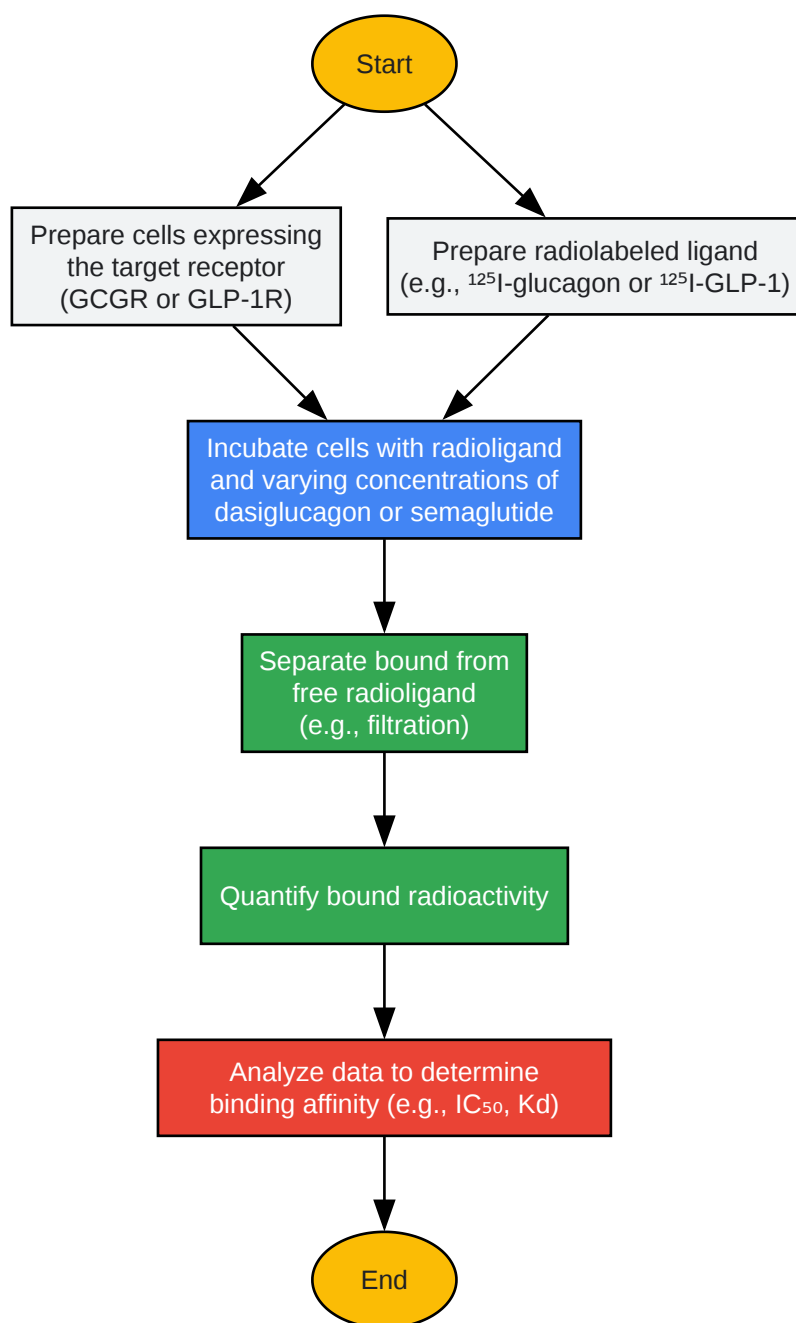 Start
Prepare cells expressing
the target receptor
(GCGR or GLP-1R)
Prepare radiolabeled ligand
(e.g., ¹²⁵I-glucagon or ¹²⁵I-GLP-1)
Incubate cells with radioligand
and varying concentrations of
dasiglucagon or semaglutide
Separate bound from
free radioligand
(e.g., filtration)
Quantify bound radioactivity
Analyze data to determine
binding affinity (e.g., IC₅₀, Kd)
End